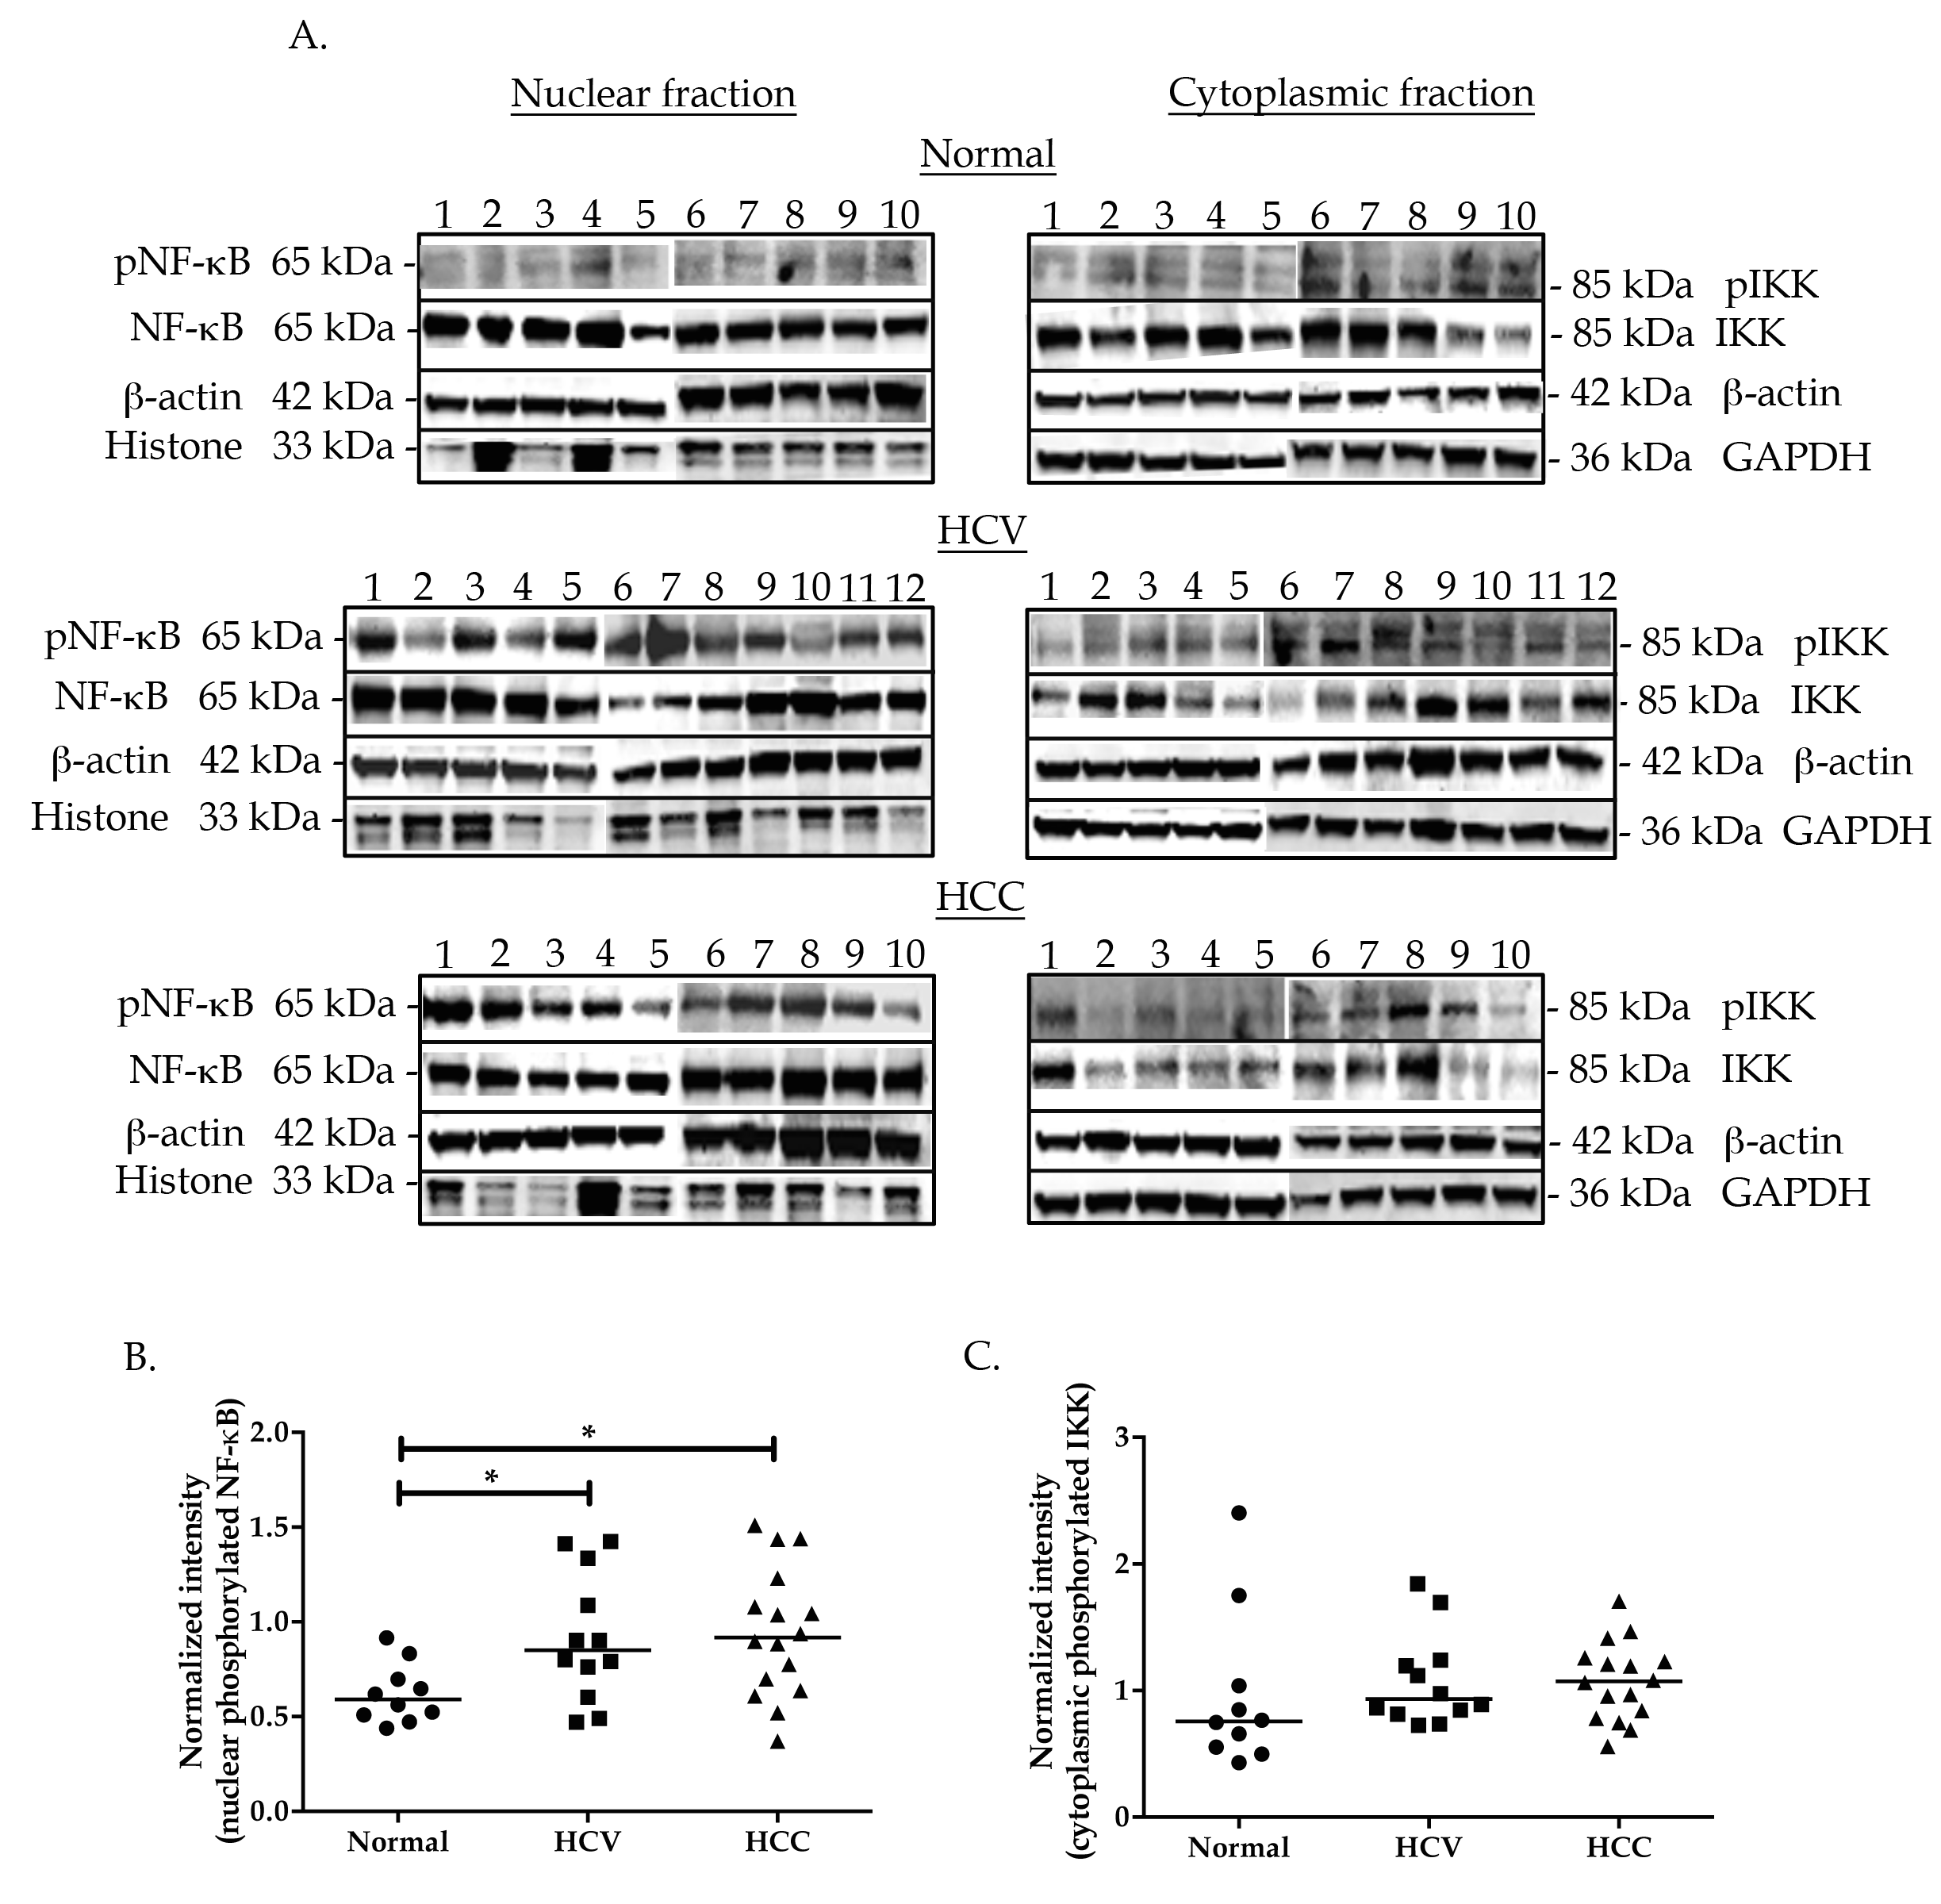 A.
Nuclear fraction
Cytoplasmic fraction
Normal
1 2 3 4 5 6 7 8 9 10
1 2 3 4 5 6 7 8 9 10
pNF-κB 65 kDa -
- 85 kDa pIKK
NF-κB 65 kDa -
- 85 kDa IKK
β-actin 42 kDa -
- 42 kDa β-actin
Histone 33 kDa -
- 36 kDa GAPDH
HCV
1 2 3 4 5 6 7 8 9 10 11 12
1 2 3 4 5 6 7 8 9 10 11 12
pNF-κB 65 kDa -
- 85 kDa pIKK
NF-κB 65 kDa -
- 85 kDa IKK
β-actin 42 kDa -
- 42 kDa β-actin
Histone 33 kDa -
- 36 kDa GAPDH
HCC
1 2 3 4 5 6 7 8 9 10
1 2 3 4 5 6 7 8 9 10
pNF-κB 65 kDa -
- 85 kDa pIKK
NF-κB 65 kDa -
- 85 kDa IKK
β-actin 42 kDa -
- 42 kDa β-actin
Histone 33 kDa -
- 36 kDa GAPDH
B.
Normalized intensity
(nuclear phosphorylated NF-κB)
2.0
1.5
1.0
0.5
0.0
*
*
Normal HCV HCC
C.
Normalized intensity
(cytoplasmic phosphorylated IKK)
3
2
1
0
Normal HCV HCC